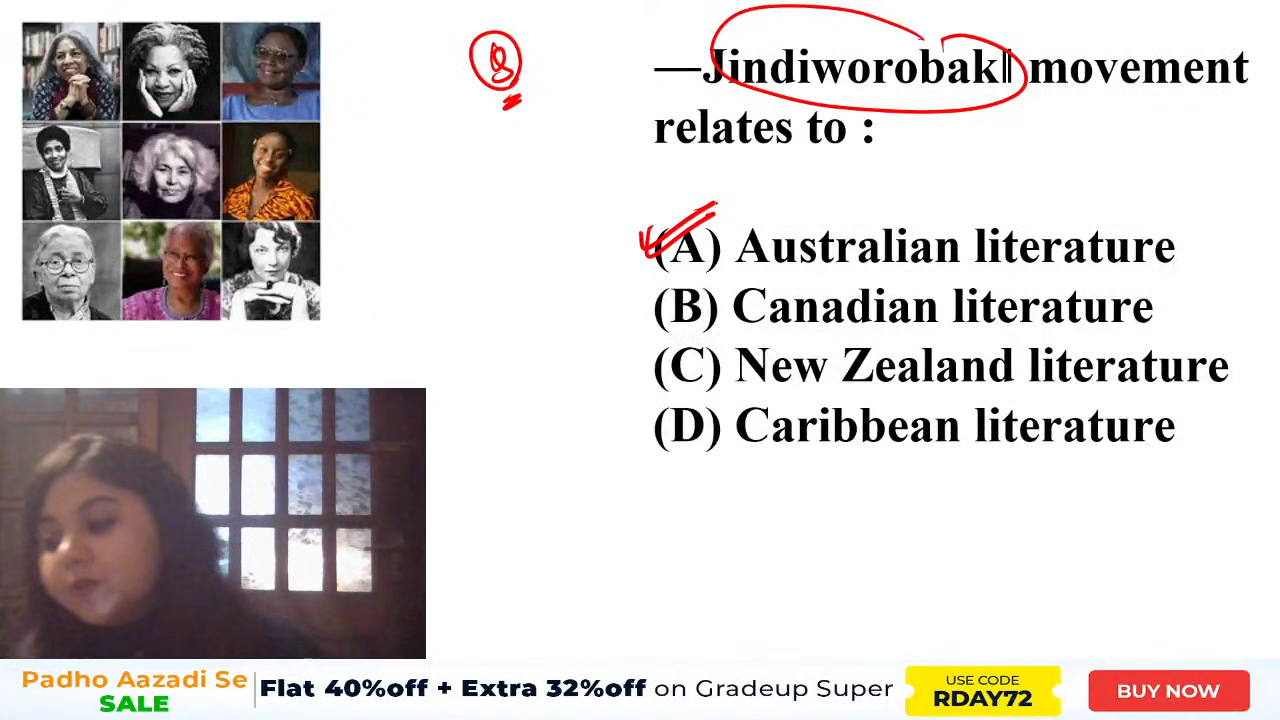 Q
―Jindiworobak‖ movement
relates to :
(A) Australian literature
(B) Canadian literature
(C) New Zealand literature
(D) Caribbean literature
Padho Aazadi Se
SALE
Flat 40%off + Extra 32%off on Gradeup Super
USE CODE
RDAY72
BUY NOW